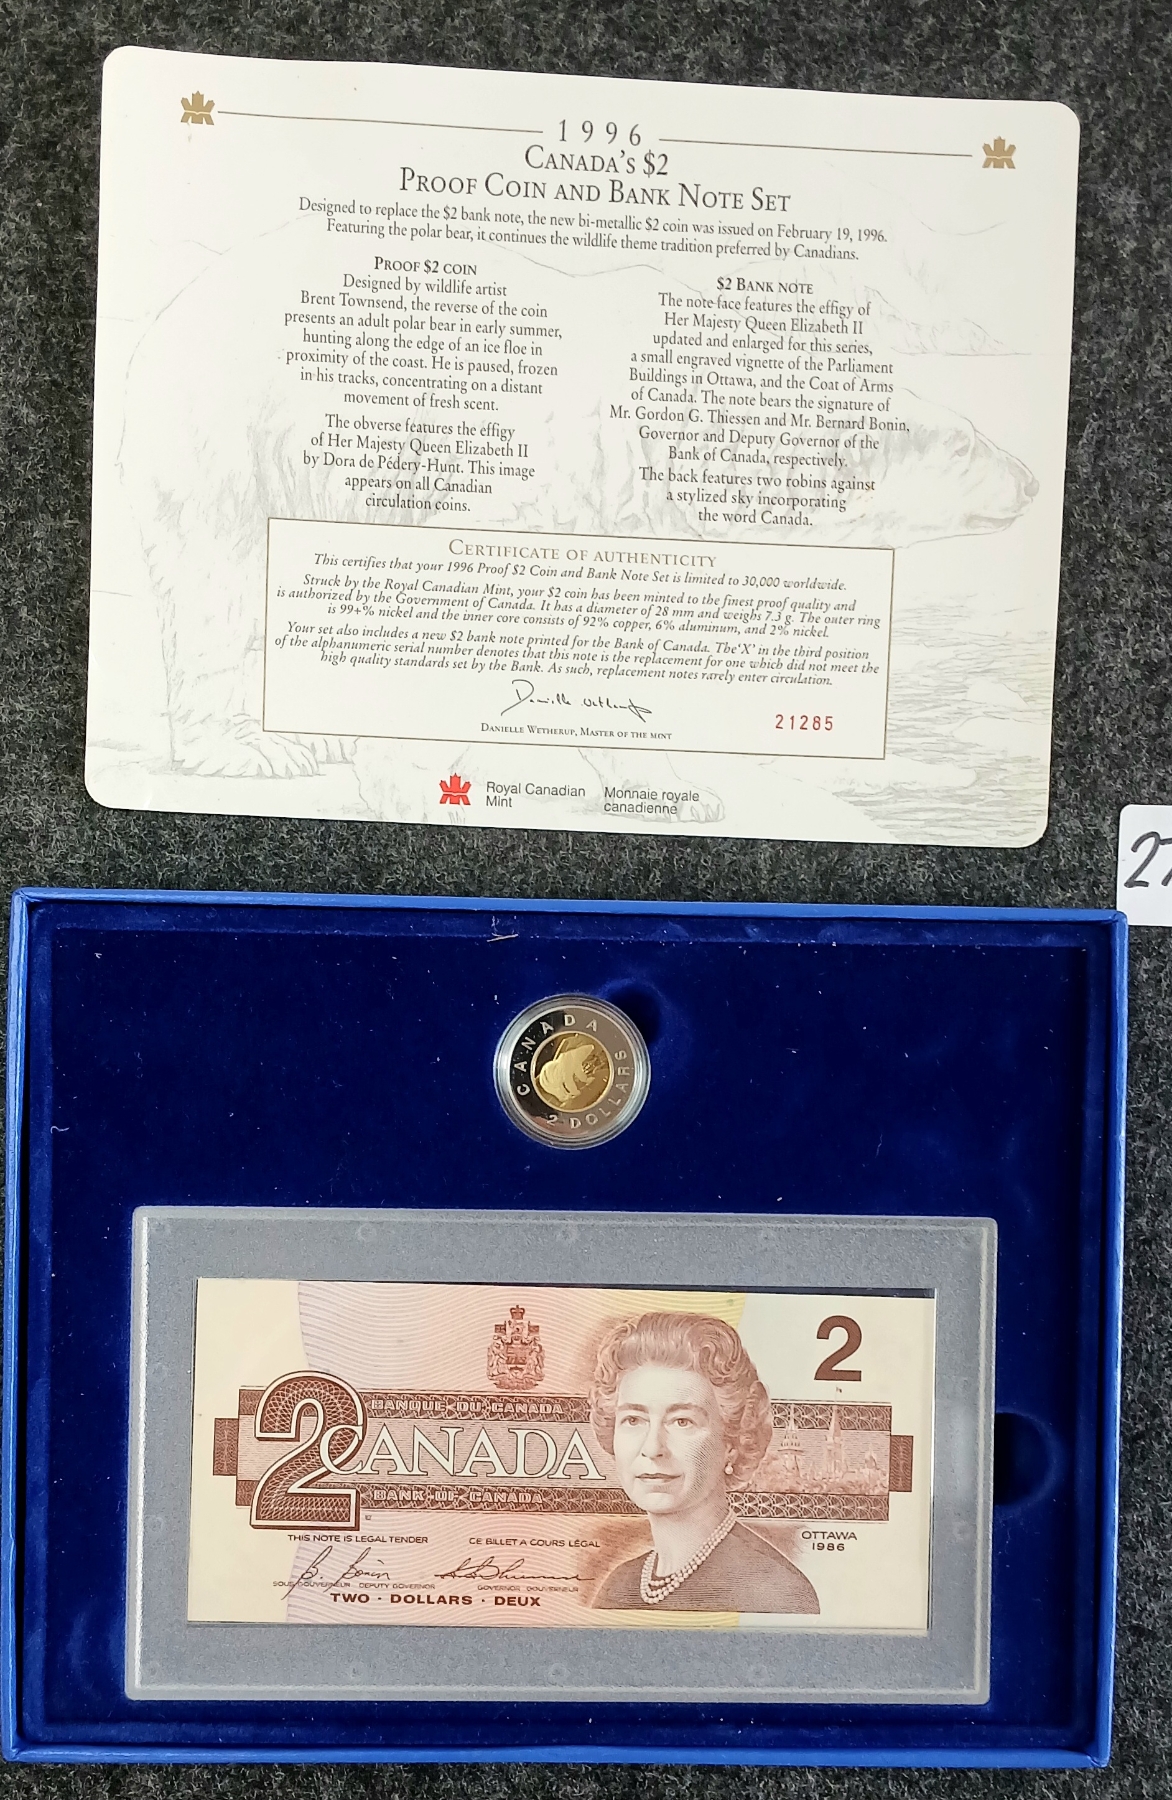 1996
CANADA'S $2
PROOF COIN AND BANK NOTE SET
Designed to replace the $2 bank note, the new bi-metallic $2 coin was issued on February 19, 1996.
Featuring the polar bear, it continues the wildlife theme tradition preferred by Canadians.
PROOF $2 COIN
Designed by wildlife artist
Brent Townsend, the reverse of the coin
presents an adult polar bear in early summer,
hunting along the edge of an ice floe in
proximity of the coast. He is paused, frozen
in his tracks, concentrating on a distant
movement of fresh scent.
The obverse features the effigy
of Her Majesty Queen Elizabeth II
by Dora de Pédery-Hunt. This image
appears on all Canadian
circulation coins.
$2 BANK NOTE
The note face features the effigy of
Her Majesty Queen Elizabeth II
updated and enlarged for this series,
a small engraved vignette of the Parliament
Buildings in Ottawa, and the Coat of Arms
of Canada. The note bears the signature of
Mr. Gordon G. Thiessen and Mr. Bernard Bonin,
Governor and Deputy Governor of the
Bank of Canada, respectively.
The back features two robins against
a stylized sky incorporating
the word Canada.
CERTIFICATE OF AUTHENTICITY
This certifies that your 1996 Proof $2 Coin and Bank Note Set is limited to 30,000 worldwide.
Struck by the Royal Canadian Mint, your $2 coin has been minted to the finest proof quality and
is authorized by the Government of Canada. It has a diameter of 28 mm and weighs 7.3 g. The outer ring
is 99+% nickel and the inner core consists of 92% copper, 6% aluminum, and 2% nickel.
Your set also includes a new $2 bank note printed for the Bank of Canada. The 'X' in the third position
of the alphanumeric serial number denotes that this note is the replacement for one which did not meet the
high quality standards set by the Bank. As such, replacement notes rarely enter circulation.
DANIELLE WETHERUP, MASTER OF THE MINT
21285
Royal Canadian Mint
Monnaie royale canadienne
27
CANADA
2 DOLLARS
2
BANQUE DU CANADA
2 CANADA
BANK OF CANADA
THIS NOTE IS LEGAL TENDER CE BILLET A COURS LÉGAL
OTTAWA
1986
B. Bonin
SOUS-GOUVERNEUR DEPUTY GOVERNOR GOVERNOR GOUVERNEUR
TWO · DOLLARS · DEUX